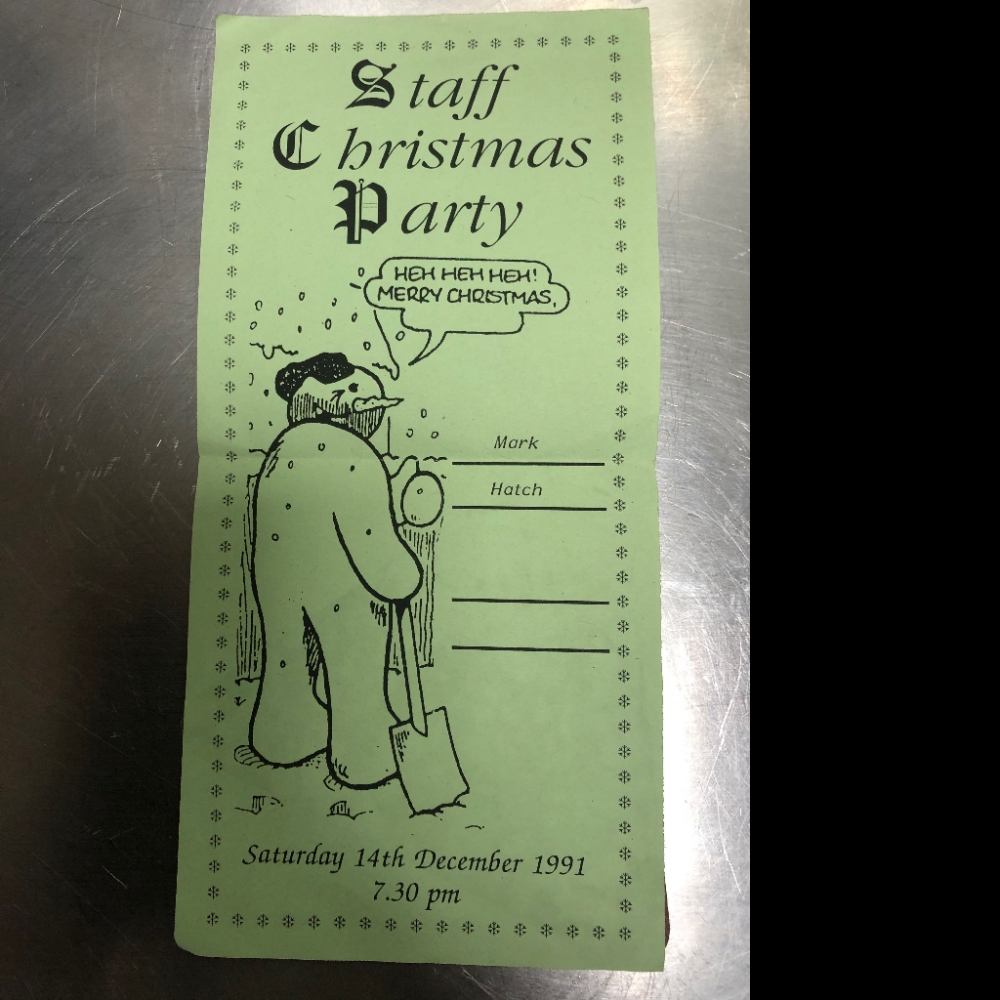 Staff
Christmas
Party
HEH HEH HEH!
MERRY CHRISTMAS,
Mark
Hatch
Saturday 14th December 1991
7.30 pm